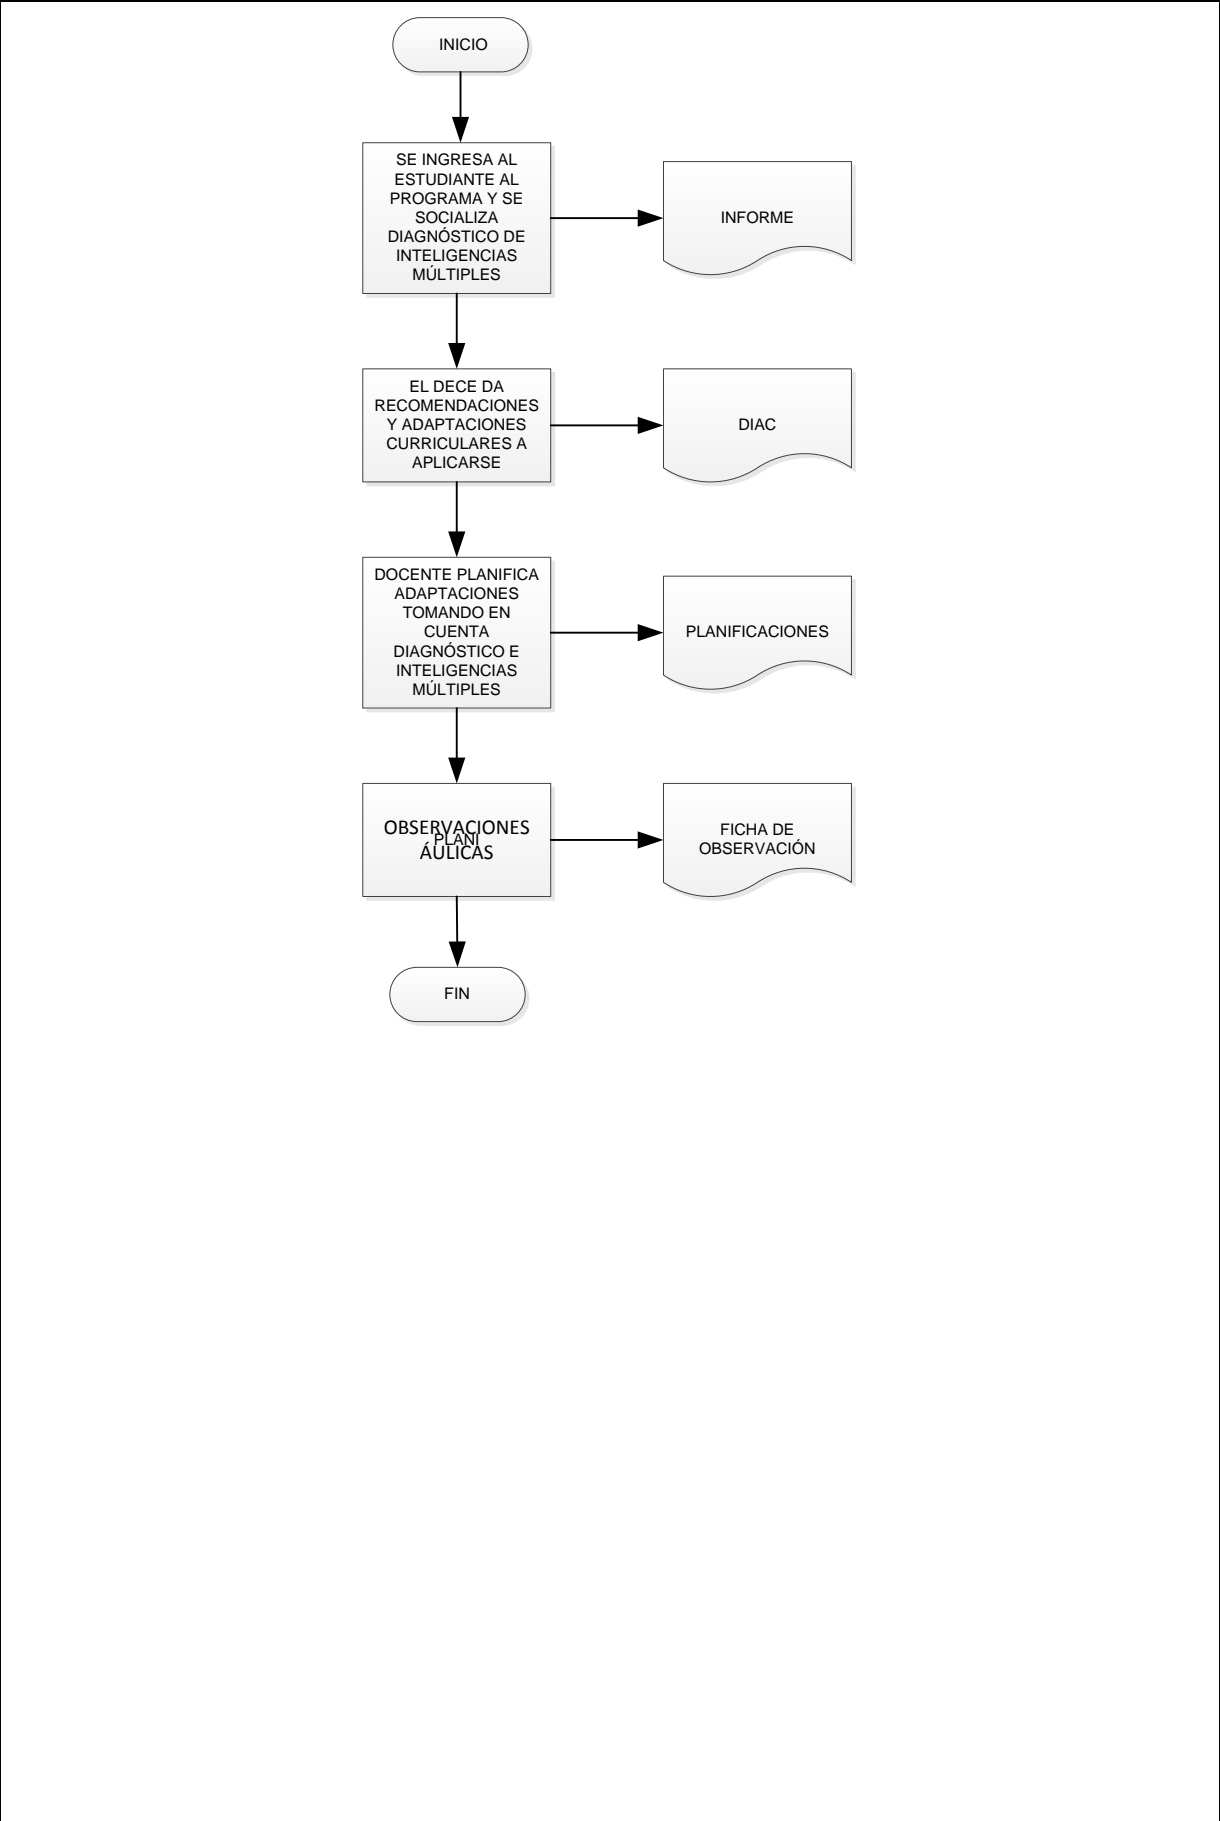 INICIO
SE INGRESA AL
ESTUDIANTE AL
PROGRAMA Y SE
SOCIALIZA
DIAGNÓSTICO DE
INTELIGENCIAS
MÚLTIPLES
INFORME
EL DECE DA
RECOMENDACIONES
Y ADAPTACIONES
CURRICULARES A
APLICARSE
DIAC
DOCENTE PLANIFICA
ADAPTACIONES
TOMANDO EN
CUENTA
DIAGNÓSTICO E
INTELIGENCIAS
MÚLTIPLES
PLANIFICACIONES
OBSERVACIONES
PLANI
ÁULICAS
FICHA DE
OBSERVACIÓN
FIN